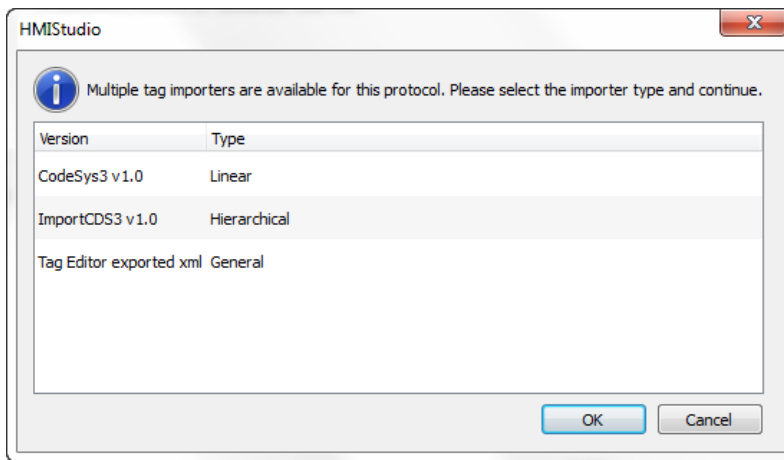 HMIStudio
Multiple tag importers are available for this protocol. Please select the importer type and continue.
Version Type
CodeSys3 v1.0 Linear
ImportCDS3 v1.0 Hierarchical
Tag Editor exported xml General
OK Cancel